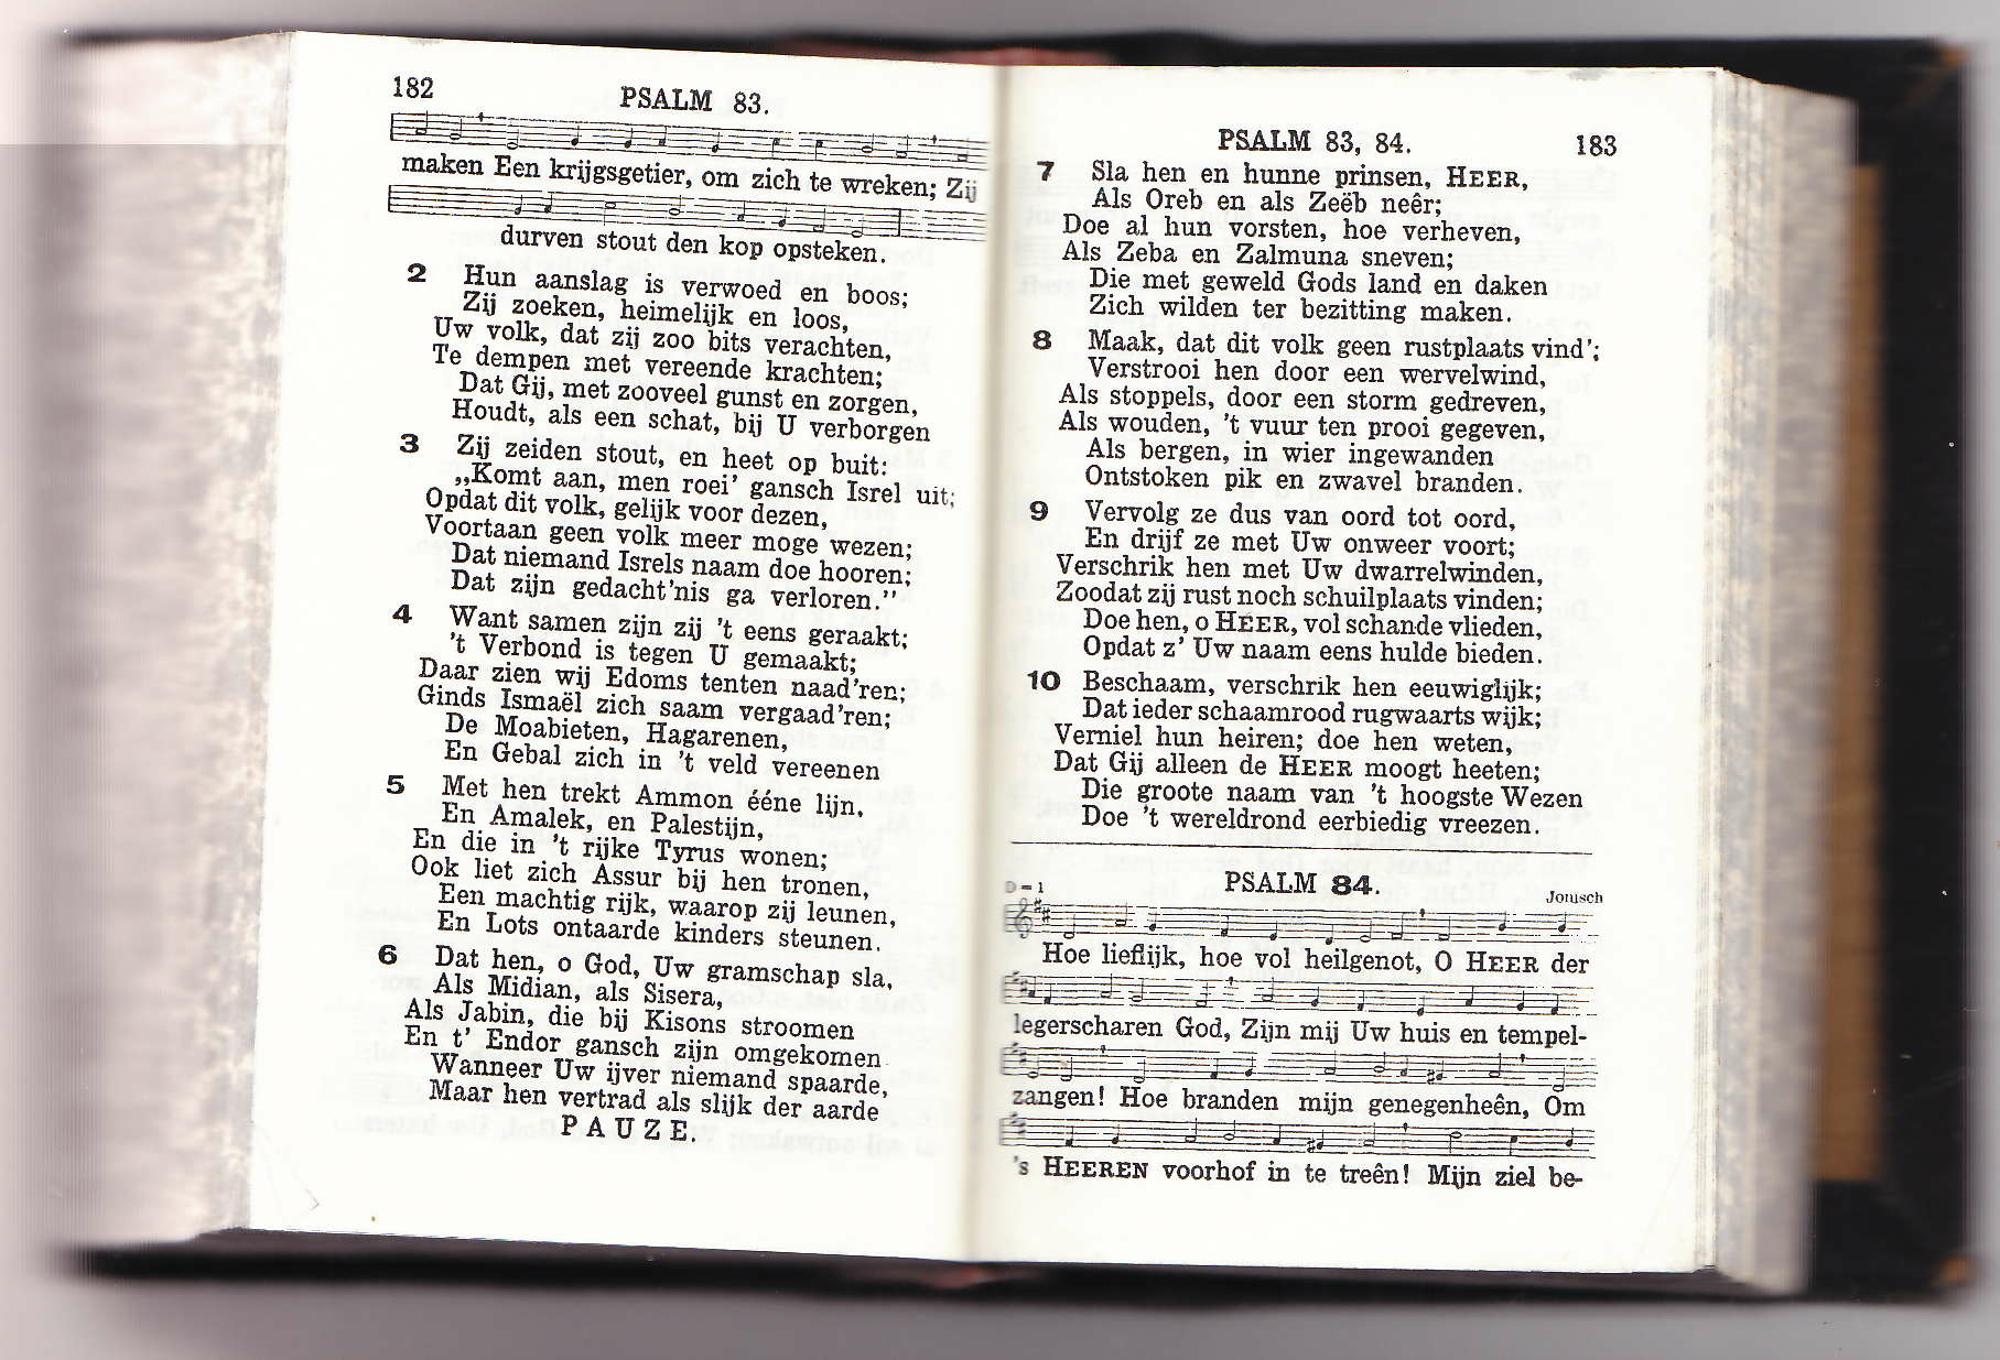 182
PSALM 83.
maken Een krijgsgetier, om zich te wreken; Zij
durven stout den kop opsteken.
2 Hun aanslag is verwoed en boos;
Zij zoeken, heimelijk en loos,
Uw volk, dat zij zoo bits verachten,
Te dempen met vereende krachten;
Dat Gij, met zooveel gunst en zorgen,
Houdt, als een schat, bij U verborgen
3 Zij zeiden stout, en heet op buit:
„Komt aan, men roei' gansch Isrel uit;
Opdat dit volk, gelijk voor dezen,
Voortaan geen volk meer moge wezen;
Dat niemand Isrels naam doe hooren;
Dat zijn gedacht'nis ga verloren.”
4 Want samen zijn zij 't eens geraakt;
't Verbond is tegen U gemaakt;
Daar zien wij Edoms tenten naad'ren;
Ginds Ismaël zich saam vergaad'ren;
De Moabieten, Hagarenen,
En Gebal zich in 't veld vereenen
5 Met hen trekt Ammon ééne lijn,
En Amalek, en Palestijn,
En die in 't rijke Tyrus wonen;
Ook liet zich Assur bij hen tronen,
Een machtig rijk, waarop zij leunen,
En Lots ontaarde kinders steunen.
6 Dat hen, o God, Uw gramschap sla,
Als Midian, als Sisera,
Als Jabin, die bij Kisons stroomen
En t' Endor gansch zijn omgekomen
Wanneer Uw ijver niemand spaarde,
Maar hen vertrad als slijk der aarde
PAUZE.
PSALM 83, 84.
183
7 Sla hen en hunne prinsen, HEER,
Als Oreb en als Zeëb neêr;
Doe al hun vorsten, hoe verheven,
Als Zeba en Zalmuna sneven;
Die met geweld Gods land en daken
Zich wilden ter bezitting maken.
8 Maak, dat dit volk geen rustplaats vind';
Verstrooi hen door een wervelwind,
Als stoppels, door een storm gedreven,
Als wouden, 't vuur ten prooi gegeven,
Als bergen, in wier ingewanden
Ontstoken pik en zwavel branden.
9 Vervolg ze dus van oord tot oord,
En drijf ze met Uw onweer voort;
Verschrik hen met Uw dwarrelwinden,
Zoodat zij rust noch schuilplaats vinden;
Doe hen, o HEER, vol schande vlieden,
Opdat z' Uw naam eens hulde bieden.
10 Beschaam, verschrik hen eeuwiglijk;
Dat ieder schaamrood rugwaarts wijk;
Verniel hun heiren; doe hen weten,
Dat Gij alleen de HEER moogt heeten;
Die groote naam van 't hoogste Wezen
Doe 't wereldrond eerbiedig vreezen.
D = 1
PSALM 84.
Jonisch
Hoe lieflijk, hoe vol heilgenot, O HEER der
legerscharen God, Zijn mij Uw huis en tempel-
zangen! Hoe branden mijn genegenheên, Om
's HEEREN voorhof in te treên! Mijn ziel be-